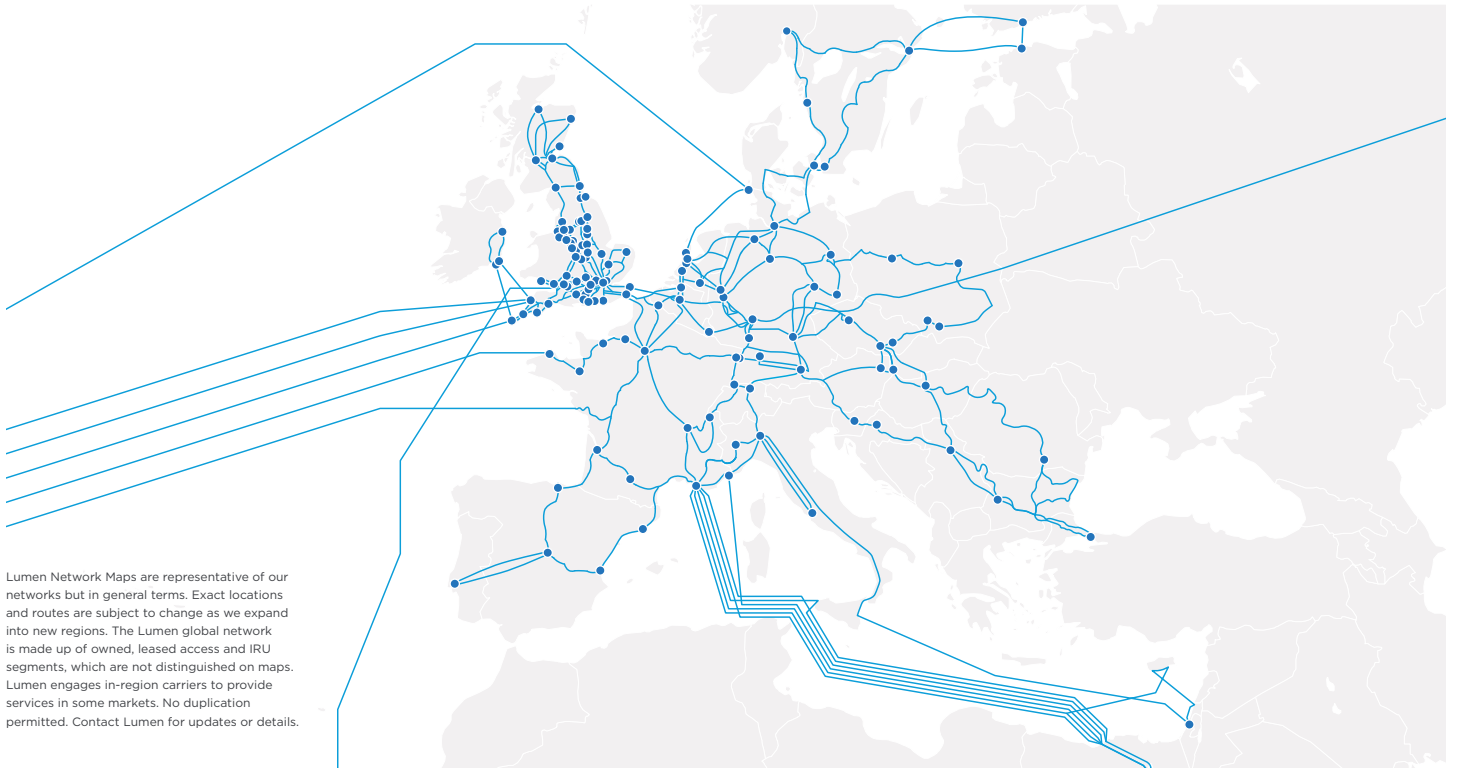 Lumen Network Maps are representative of our
networks but in general terms. Exact locations
and routes are subject to change as we expand
into new regions. The Lumen global network
is made up of owned, leased access and IRU
segments, which are not distinguished on maps.
Lumen engages in-region carriers to provide
services in some markets. No duplication
permitted. Contact Lumen for updates or details.